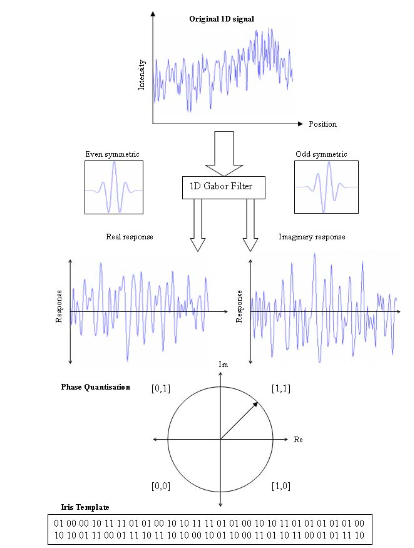 Original 1D signal
Intensity
Position
Even symmetric
Odd symmetric
1D Gabor Filter
Real response
Imaginary response
Response
Response
Im
Phase Quantisation
[0,1]
[1,1]
Re
[0,0]
[1,0]
Iris Template
01 00 00 10 11 11 01 01 00 10 10 11 11 01 01 00 10 10 11 01 01 01 01 01 00
10 10 01 11 00 01 11 10 11 01 10 01 10 11 10 11 01 10 11 00 01 01 11 10